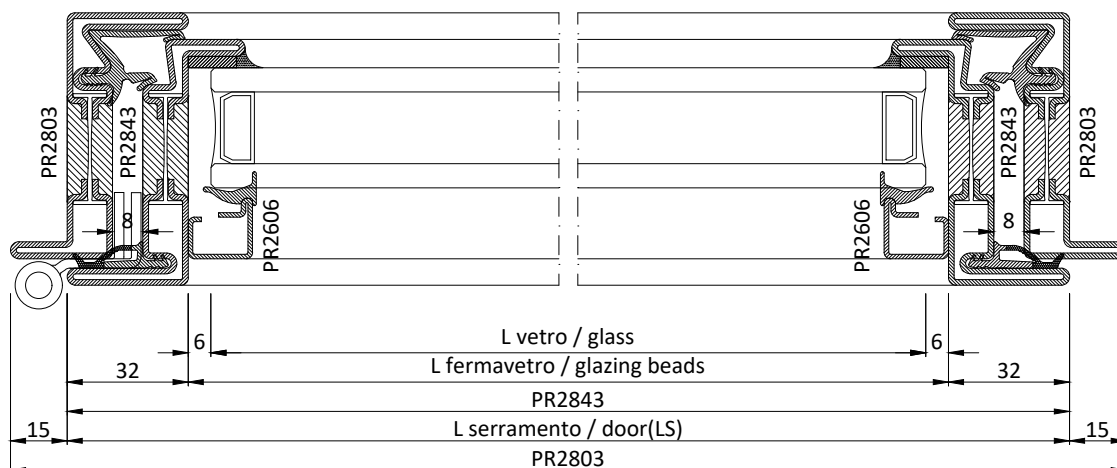 PR2803
PR2843
PR2843
PR2803
8
8
PR2606
PR2606
L vetro / glass
6
6
L fermavetro / glazing beads
32
32
PR2843
L serramento / door(LS)
15
15
PR2803